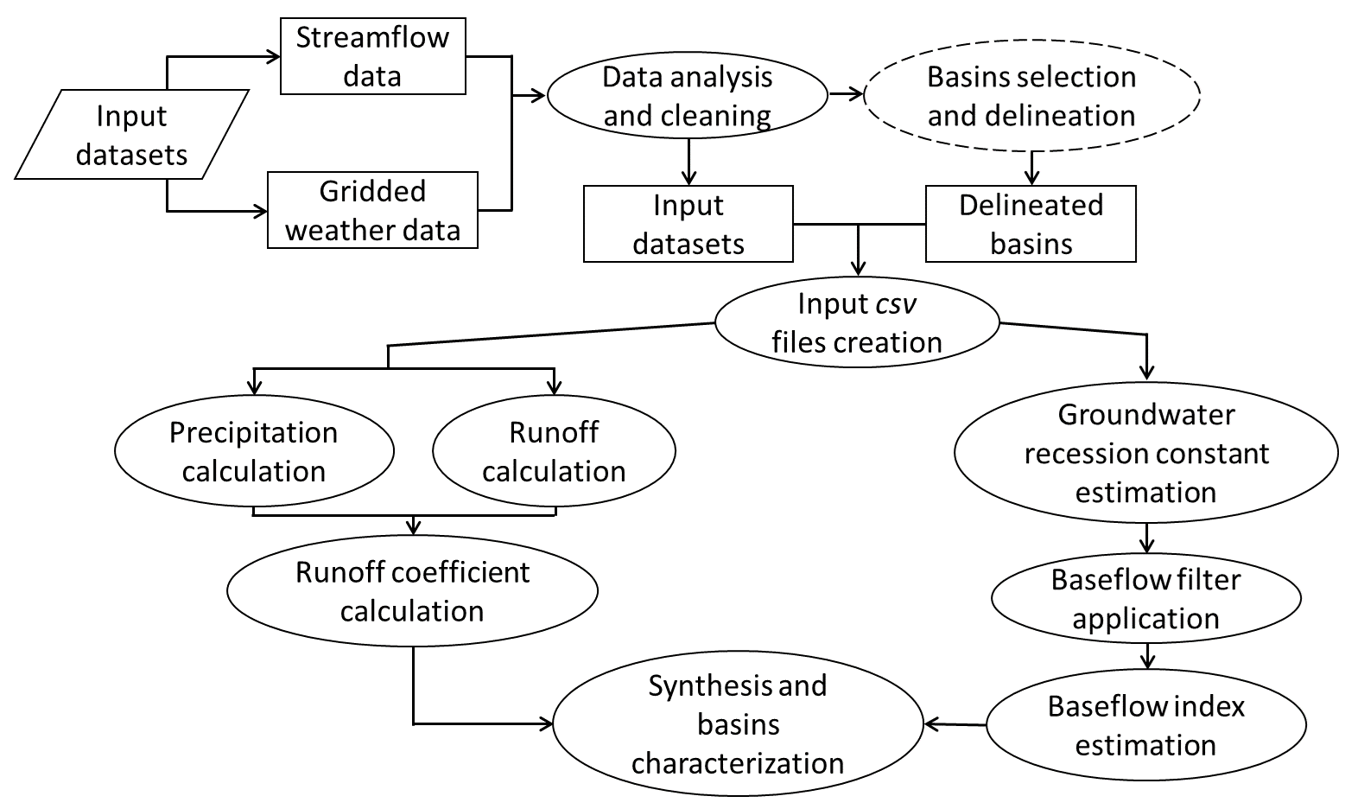 Streamflow
data
Input
datasets
Gridded
weather data
Data analysis
and cleaning
Basins selection
and delineation
Input
datasets
Delineated
basins
Input csv
files creation
Precipitation
calculation
Runoff
calculation
Groundwater
recession constant
estimation
Runoff coefficient
calculation
Baseflow filter
application
Synthesis and
basins
characterization
Baseflow index
estimation